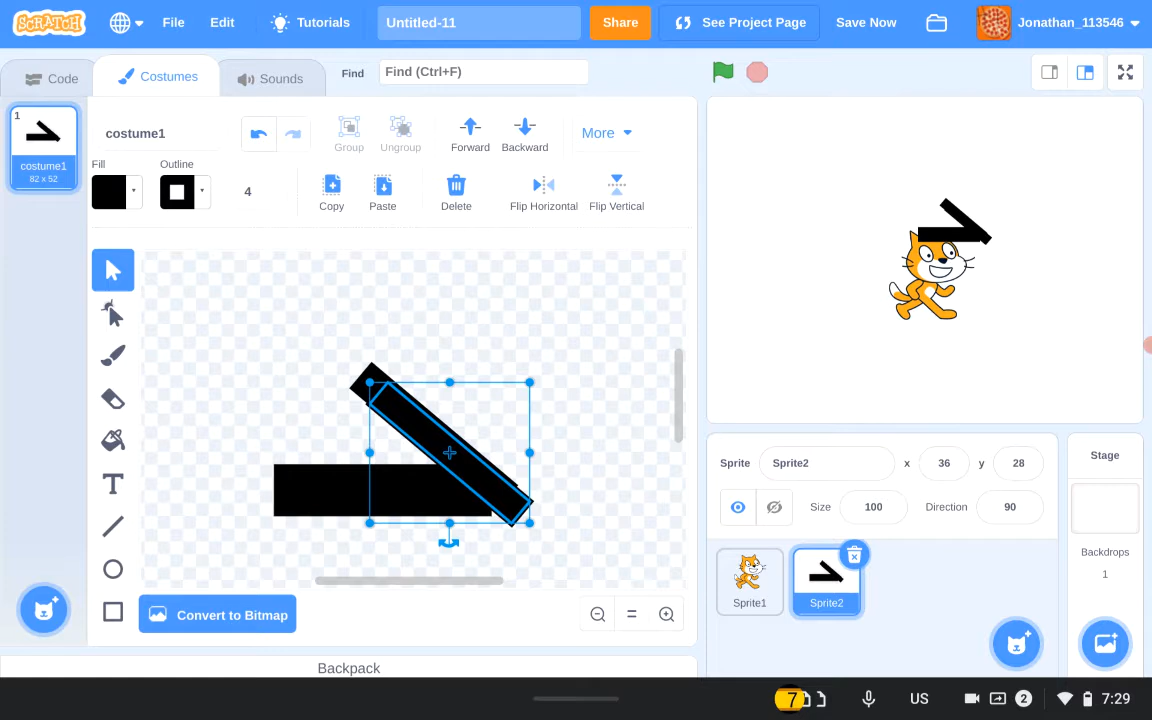 SCRATCH
File
Edit
Tutorials
Untitled-11
Share
See Project Page
Save Now
Jonathan_113546
Code
Costumes
Sounds
Find
Find (Ctrl+F)
1
costume1
82 x 52
costume1
Group
Ungroup
Forward
Backward
More
Fill
Outline
4
Copy
Paste
Delete
Flip Horizontal
Flip Vertical
T
Convert to Bitmap
Backpack
Sprite
Sprite2
x
36
y
28
Size
100
Direction
90
Sprite1
Sprite2
Stage
Backdrops
1
7
US
2
7:29